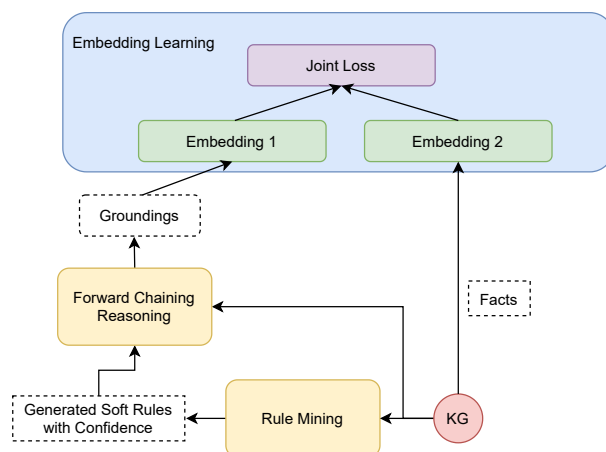 Embedding Learning
Joint Loss
Embedding 1
Embedding 2
Groundings
Forward Chaining
Reasoning
Facts
Generated Soft Rules
with Confidence
Rule Mining
KG